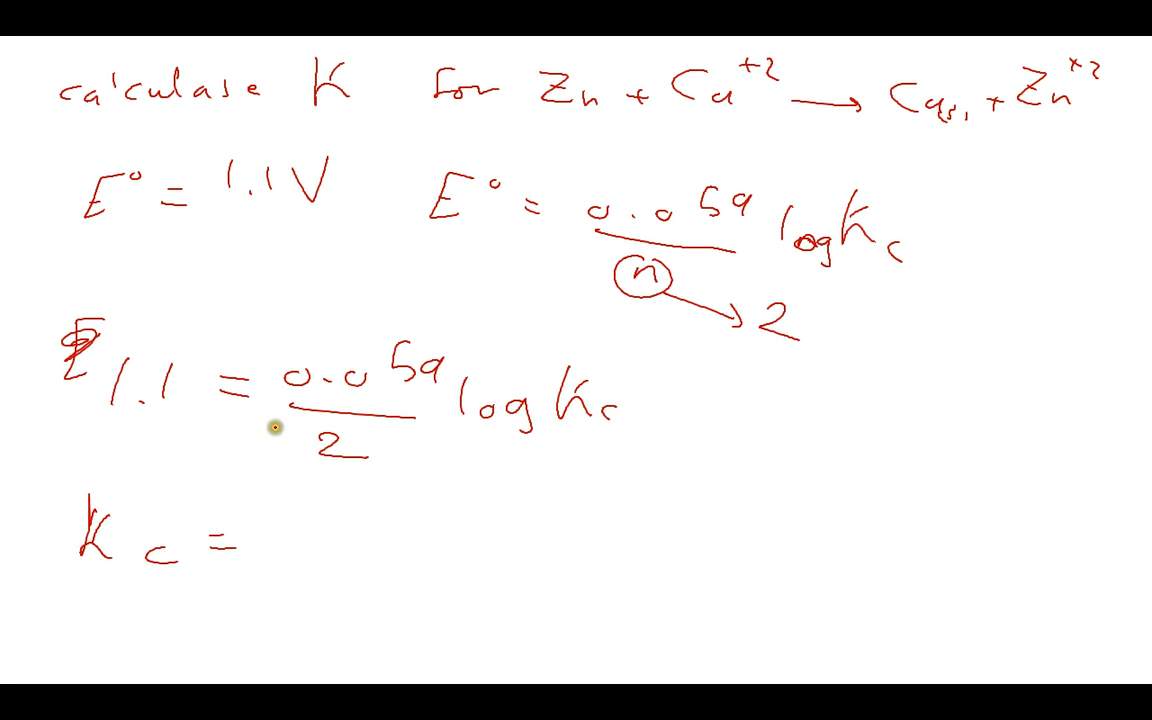 calculate K for Zn + Cu⁺² → Cu(s) + Zn⁺²
E° = 1.1 V E° = 0.059/n log Kc
n → 2
1.1 = 0.059/2 log Kc
Kc =